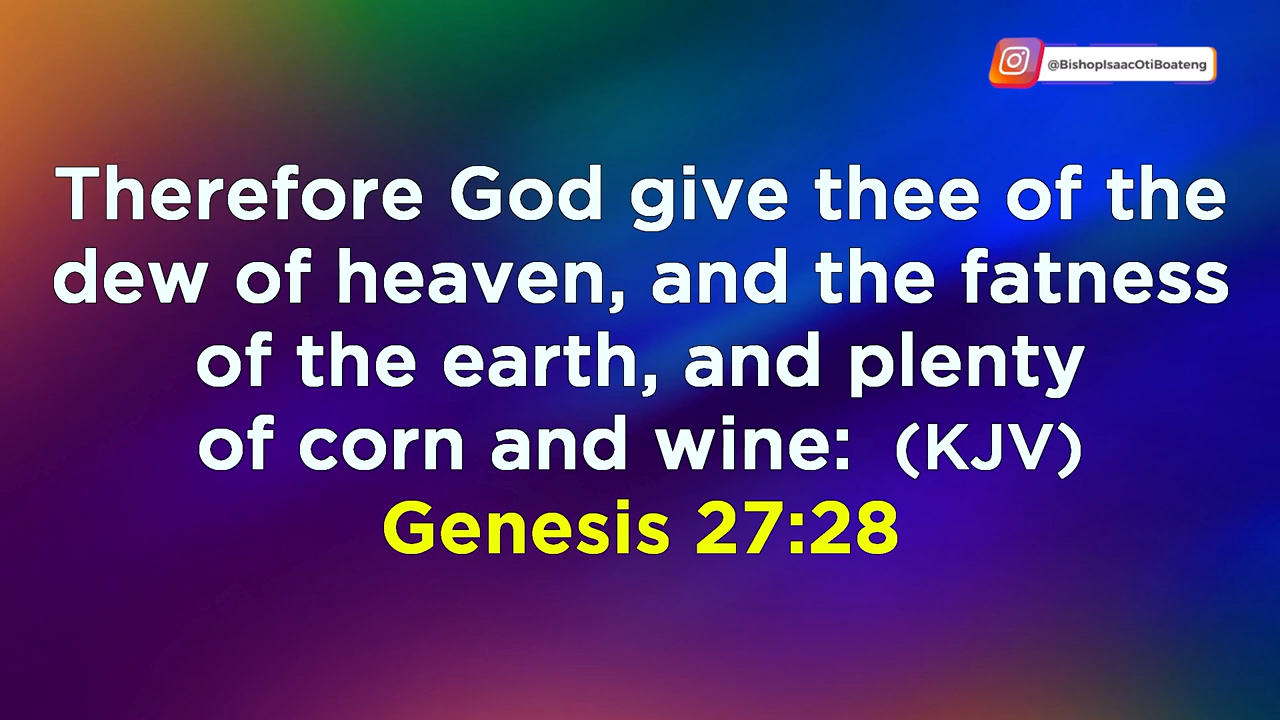 @BishopIsaacOtiBoateng
Therefore God give thee of the
dew of heaven, and the fatness
of the earth, and plenty
of corn and wine: (KJV)
Genesis 27:28